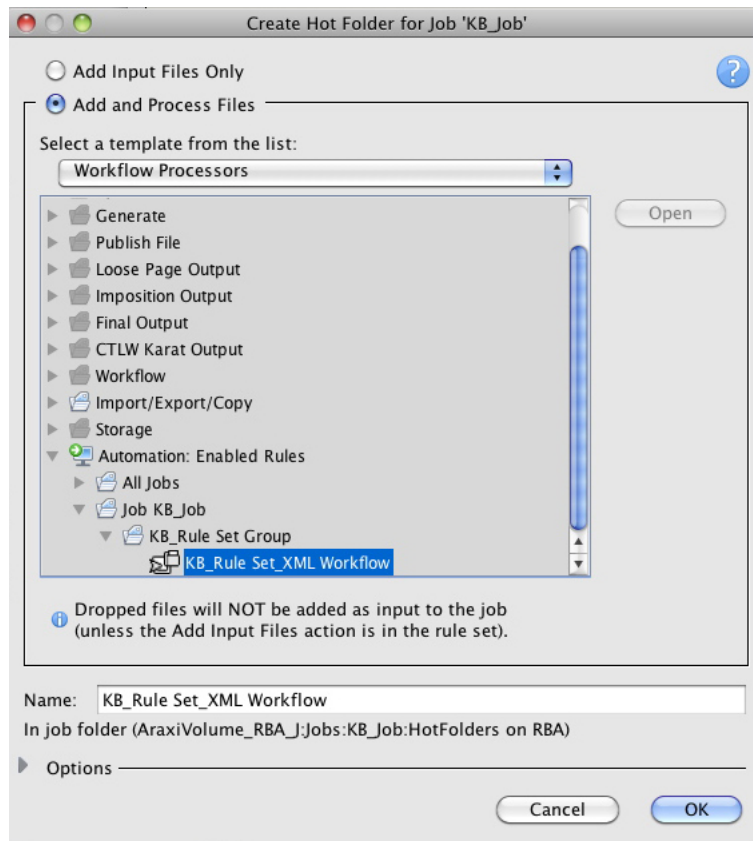 Create Hot Folder for Job 'KB_Job'
Add Input Files Only
?
Add and Process Files
Select a template from the list:
Workflow Processors
Open
Generate
Publish File
Loose Page Output
Imposition Output
Final Output
CTLW Karat Output
Workflow
Import/Export/Copy
Storage
Automation: Enabled Rules
All Jobs
Job KB_Job
KB_Rule Set Group
KB_Rule Set_XML Workflow
Dropped files will NOT be added as input to the job
(unless the Add Input Files action is in the rule set).
Name: KB_Rule Set_XML Workflow
In job folder (AraxiVolume_RBA_J:Jobs:KB_Job:HotFolders on RBA)
Options
Cancel
OK